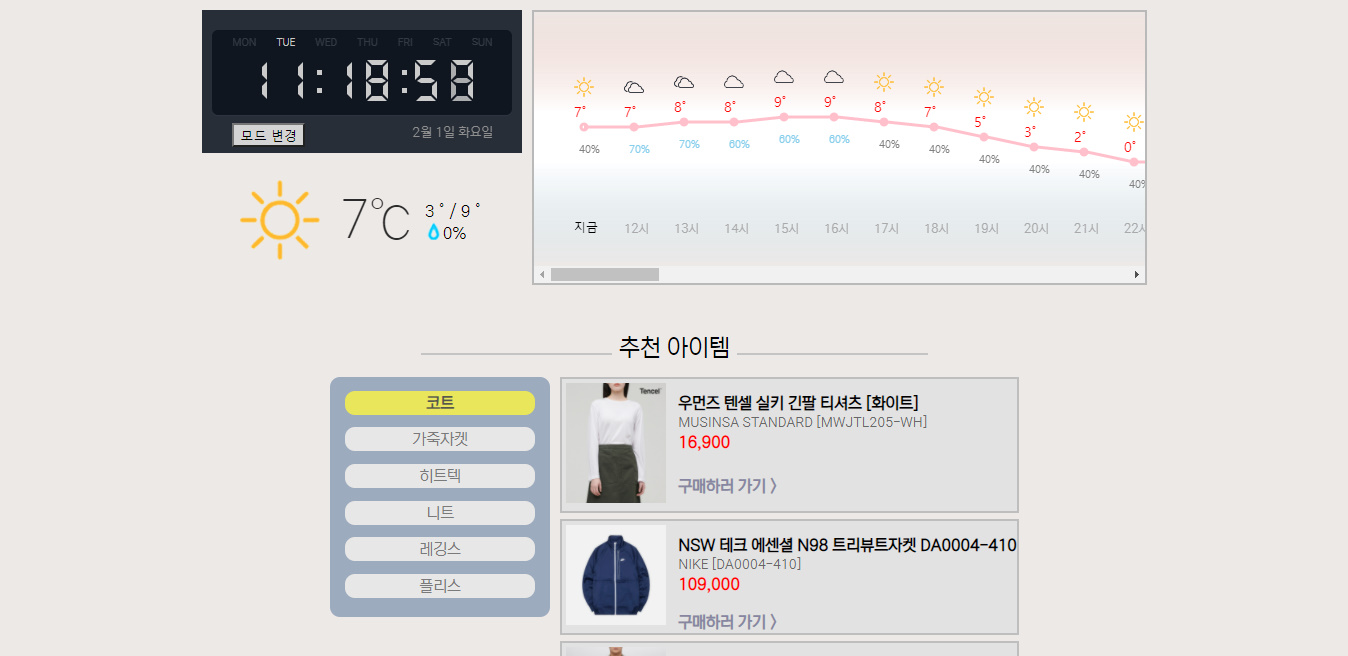 MON TUE WED THU FRI SAT SUN
11:18:58
모드 변경
2월 1일 화요일
7℃
3 ˚ / 9 ˚
0%
7˚ 7˚ 8˚ 8˚ 9˚ 9˚ 8˚ 7˚ 5˚ 3˚ 2˚ 0˚
40% 70% 70% 60% 60% 60% 40% 40% 40% 40% 40% 40%
지금 12시 13시 14시 15시 16시 17시 18시 19시 20시 21시 22시
추천 아이템
코트
가죽자켓
히트텍
니트
레깅스
플리스
Tencel
우먼즈 텐셀 실키 긴팔 티셔츠 [화이트]
MUSINSA STANDARD [MWJTL205-WH]
16,900
구매하러 가기 〉
NSW 테크 에센셜 N98 트리뷰트자켓 DA0004-410
NIKE [DA0004-410]
109,000
구매하러 가기 〉